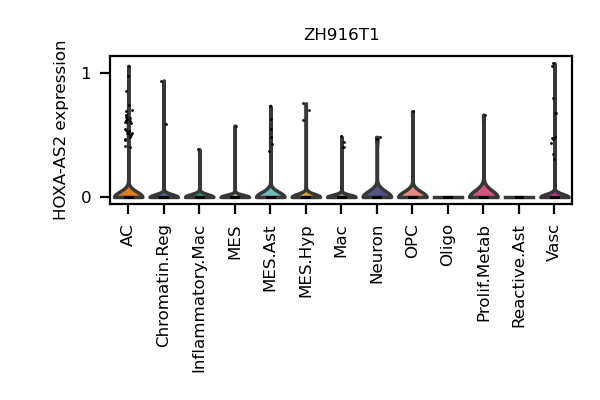 ZH916T1
HOXA-AS2 expression
1
0
AC
Chromatin.Reg
Inflammatory.Mac
MES
MES.Ast
MES.Hyp
Mac
Neuron
OPC
Oligo
Prolif.Metab
Reactive.Ast
Vasc